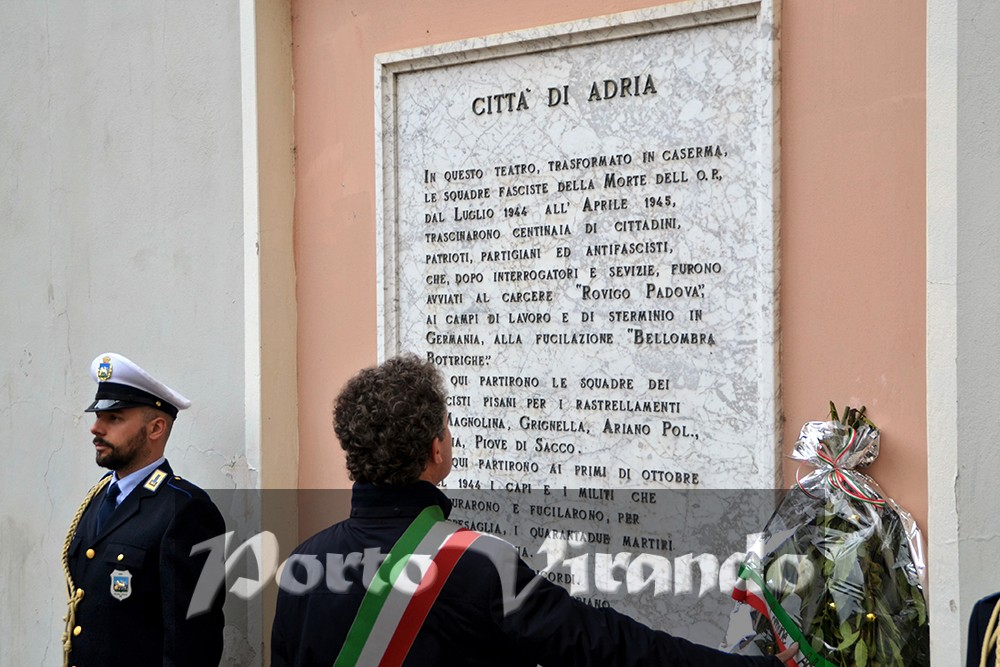 CITTA' DI ADRIA
IN QUESTO TEATRO, TRASFORMATO IN CASERMA,
LE SQUADRE FASCISTE DELLA MORTE DELL O.P.,
DAL LUGLIO 1944 ALL' APRILE 1945,
TRASCINARONO CENTINAIA DI CITTADINI,
PATRIOTI, PARTIGIANI ED ANTIFASCISTI,
CHE, DOPO INTERROGATORI E SEVIZIE, FURONO
AVVIATI AL CARCERE "ROVIGO PADOVA",
AI CAMPI DI LAVORO E DI STERMINIO IN
GERMANIA, ALLA FUCILAZIONE "BELLOMBRA
BOTTRIGHE".
QUI PARTIRONO LE SQUADRE DEI
PISANI PER I RASTRELLAMENTI
MAGNOLINA, GRIGNELLA, ARIANO POL.,
PIOVE DI SACCO.
QUI PARTIRONO AI PRIMI DI OTTOBRE
1944 I CAPI E I MILITI CHE
E FUCILARONO, PER
I QUARANTADUE MARTIRI
Porto Virando